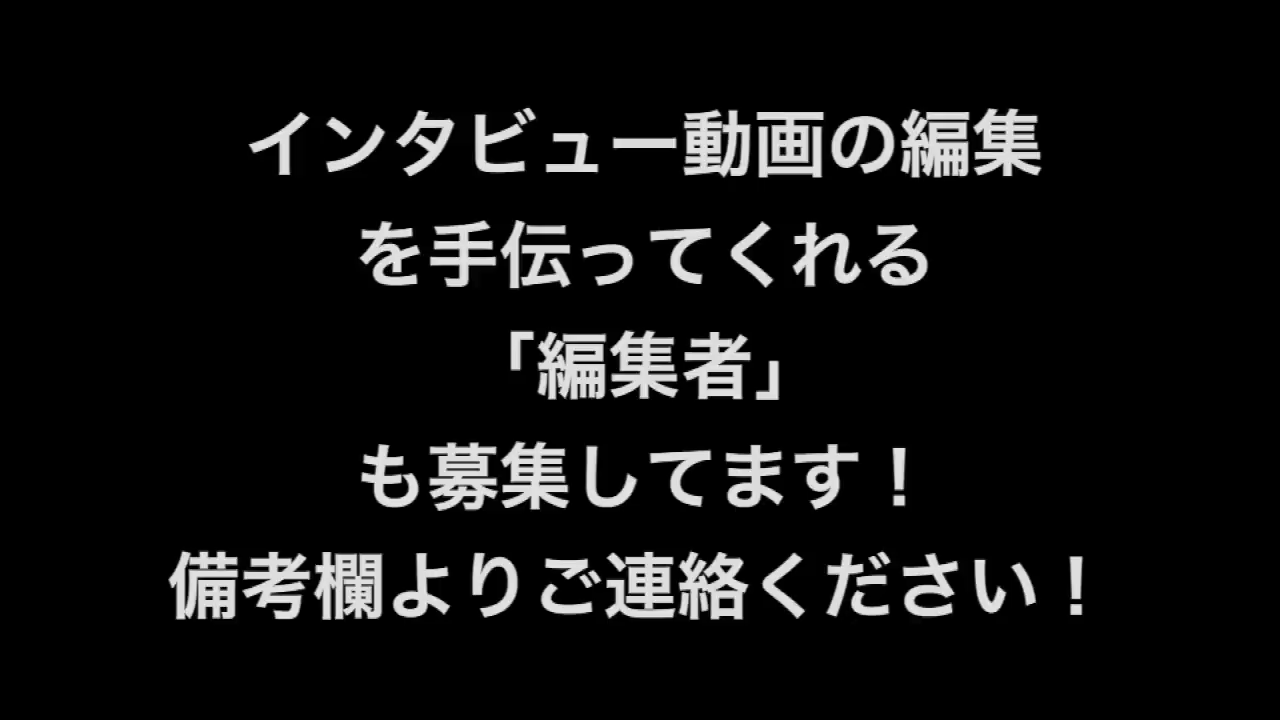 インタビュー動画の編集
を手伝ってくれる
「編集者」
も募集してます！
備考欄よりご連絡ください！